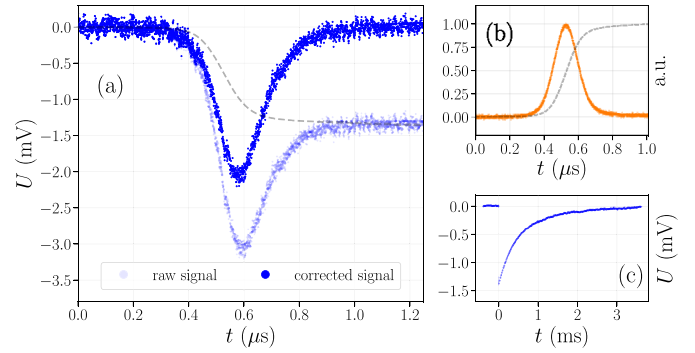 0.0
−0.5
−1.0
−1.5
−2.0
−2.5
−3.0
−3.5
U (mV)
(a)
raw signal
corrected signal
0.0 0.2 0.4 0.6 0.8 1.0 1.2
t (μs)
1.00
0.75
0.50
0.25
0.00
(b)
a.u.
0.0 0.2 0.4 0.6 0.8 1.0
t (μs)
0.0
−0.5
−1.0
−1.5
(c)
U (mV)
0 1 2 3
t (ms)